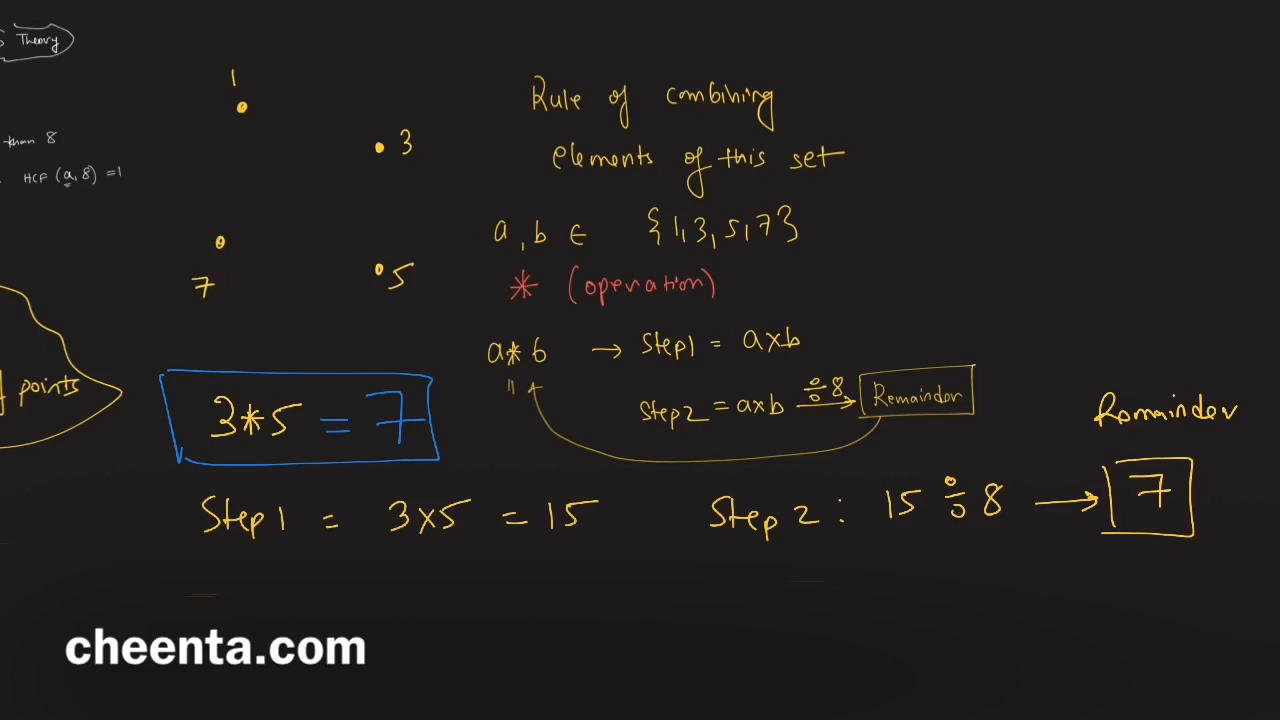 Theory
1
Rule of combining
3
than 8
elements of this set
HCF (a, 8) = 1
a, b ∈ {1, 3, 5, 7}
7
5
* (operation)
a * b → Step1 = a×b
points
Step2 = a×b ÷8 Remainder
3*5 = 7
Remainder
Step 1 = 3×5 = 15
Step 2 : 15 ÷ 8 → 7
cheenta.com